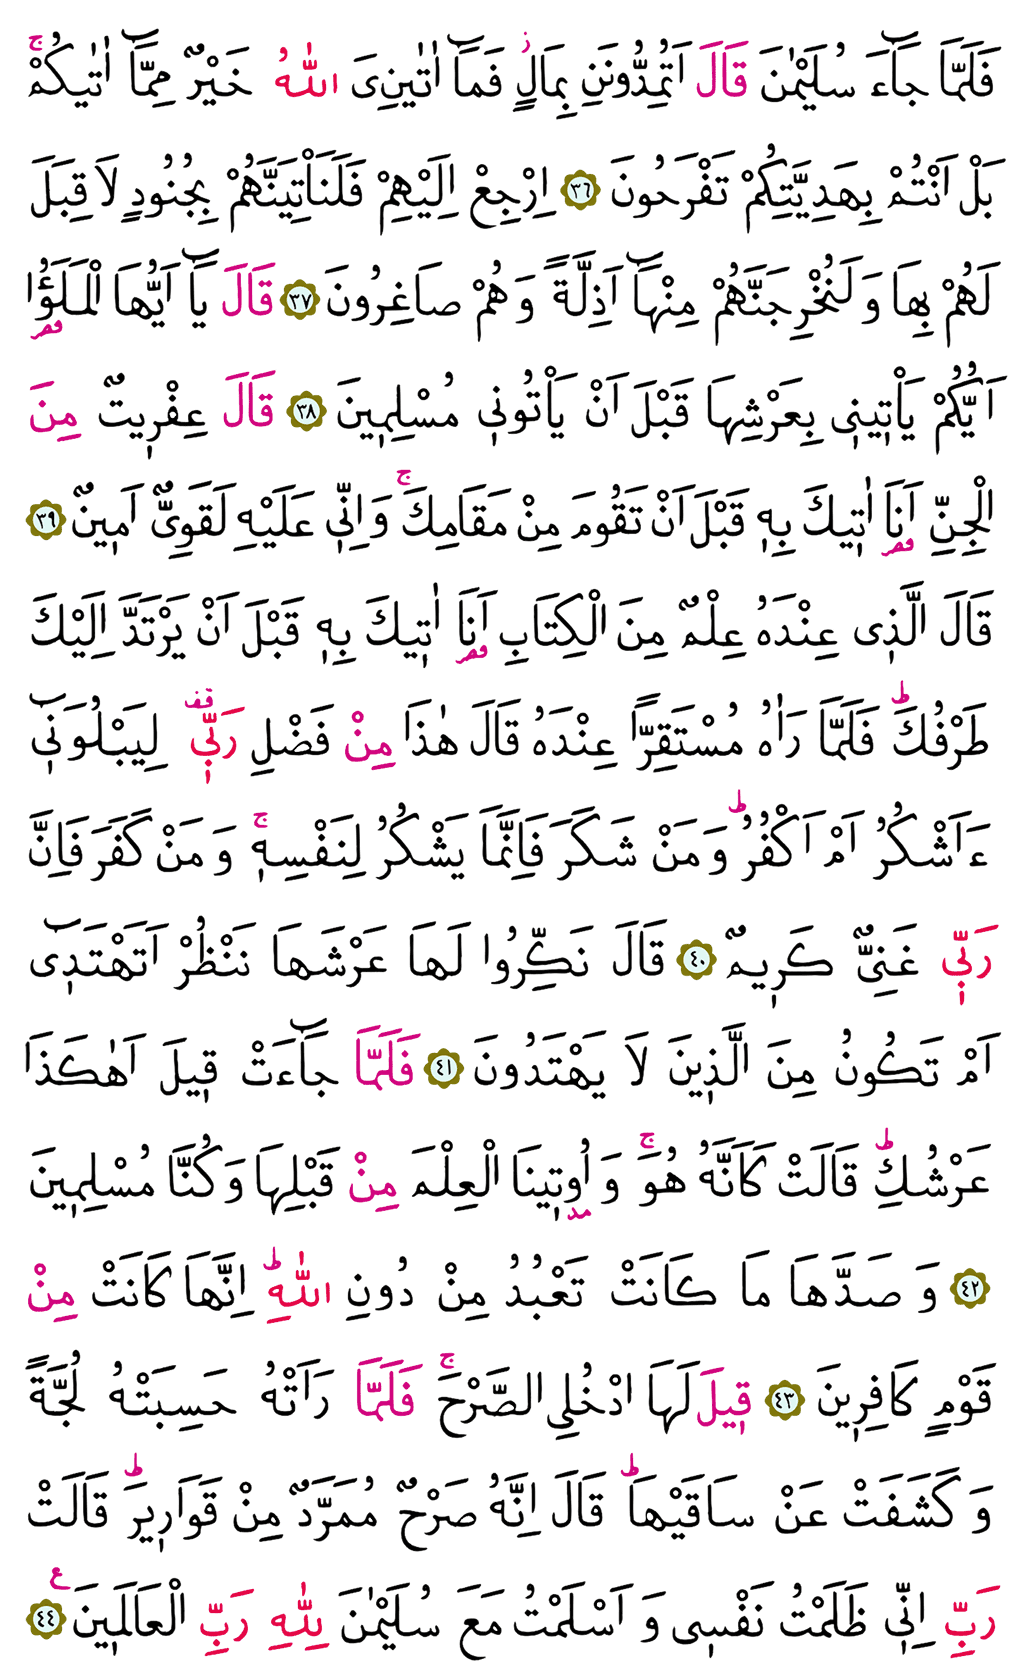 فَلَمَّا جَٓاءَ سُلَيْمٰنَ قَالَ اَتُمِدُّونَنِ بِمَالٍۘ فَمَٓا اٰتٰينِىَ اللّٰهُ خَيْرٌ مِمَّٓا اٰتٰيكُمْۚ
بَلْ اَنْتُمْ بِهَدِيَّتِكُمْ تَفْرَحُونَ ﴿٣٦﴾ اِرْجِعْ اِلَيْهِمْ فَلَنَاْتِيَنَّهُمْ بِجُنُودٍ لَا قِبَلَ
لَهُمْ بِهَا وَلَنُخْرِجَنَّهُمْ مِنْهَٓا اَذِلَّةً وَهُمْ صَاغِرُونَ ﴿٣٧﴾ قَالَ يَٓا اَيُّهَا الْمَلَؤُ۬ا
اَيُّكُمْ يَأْت۪ين۪ى بِعَرْشِهَا قَبْلَ اَنْ يَأْتُون۪ى مُسْلِم۪ينَ ﴿٣٨﴾ قَالَ عِفْر۪يتٌ مِنَ
الْجِنِّ اَنَا۬ اٰت۪يكَ بِه۪ قَبْلَ اَنْ تَقُومَ مِنْ مَقَامِكَۚ وَاِنّ۪ى عَلَيْهِ لَقَوِىٌّ اَم۪ينٌ ﴿٣٩﴾
قَالَ الَّذ۪ى عِنْدَهُ عِلْمٌ مِنَ الْكِتَابِ اَنَا۬ اٰت۪يكَ بِه۪ قَبْلَ اَنْ يَرْتَدَّ اِلَيْكَ
طَرْفُكَۜ فَلَمَّا رَاٰهُ مُسْتَقِرًّا عِنْدَهُ قَالَ هٰذَا مِنْ فَضْلِ رَبّ۪ى۠ لِيَبْلُوَن۪ٓى
ءَاَشْكُرُ اَمْ اَكْفُرُۜ وَمَنْ شَكَرَ فَاِنَّمَا يَشْكُرُ لِنَفْسِه۪ۚ وَمَنْ كَفَرَ فَاِنَّ
رَبّ۪ى غَنِىٌّ كَر۪يمٌ ﴿٤٠﴾ قَالَ نَكِّرُوا لَهَا عَرْشَهَا نَنْظُرْ اَتَهْتَد۪ٓى
اَمْ تَكُونُ مِنَ الَّذ۪ينَ لَا يَهْتَدُونَ ﴿٤١﴾ فَلَمَّا جَٓاءَتْ ق۪يلَ اَهٰكَذَا
عَرْشُكِۜ قَالَتْ كَاَنَّهُ هُوَۚ وَاُو۫ت۪ينَا الْعِلْمَ مِنْ قَبْلِهَا وَكُنَّا مُسْلِم۪ينَ
﴿٤٢﴾ وَصَدَّهَا مَا كَانَتْ تَعْبُدُ مِنْ دُونِ اللّٰهِۜ اِنَّهَا كَانَتْ مِنْ
قَوْمٍ كَافِر۪ينَ ﴿٤٣﴾ ق۪يلَ لَهَا ادْخُلِى الصَّرْحَۚ فَلَمَّا رَاَتْهُ حَسِبَتْهُ لُجَّةً
وَكَشَفَتْ عَنْ سَاقَيْهَاۜ قَالَ اِنَّهُ صَرْحٌ مُمَرَّدٌ مِنْ قَوَار۪يرَۜ قَالَتْ
رَبِّ اِنّ۪ى ظَلَمْتُ نَفْس۪ى وَاَسْلَمْتُ مَعَ سُلَيْمٰنَ لِلّٰهِ رَبِّ الْعَالَم۪ينَ ﴿٤٤﴾ ع